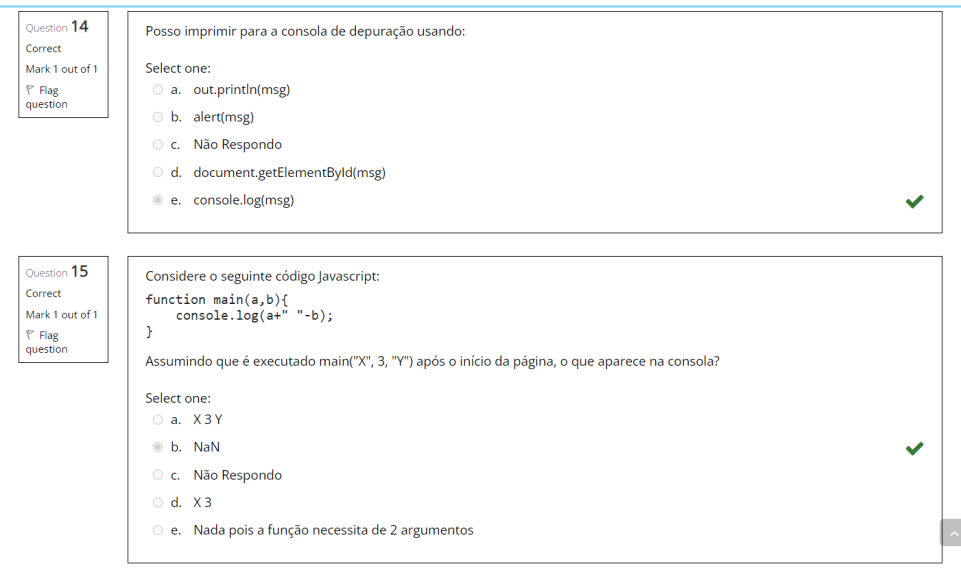 Question 14
Correct
Mark 1 out of 1
Flag
question
Posso imprimir para a consola de depuração usando:
Select one:
a. out.println(msg)
b. alert(msg)
c. Não Respondo
d. document.getElementById(msg)
e. console.log(msg)
Question 15
Correct
Mark 1 out of 1
Flag
question
Considere o seguinte código Javascript:
function main(a,b){
    console.log(a+" "-b);
}
Assumindo que é executado main("X", 3, "Y") após o início da página, o que aparece na consola?
Select one:
a. X 3 Y
b. NaN
c. Não Respondo
d. X 3
e. Nada pois a função necessita de 2 argumentos